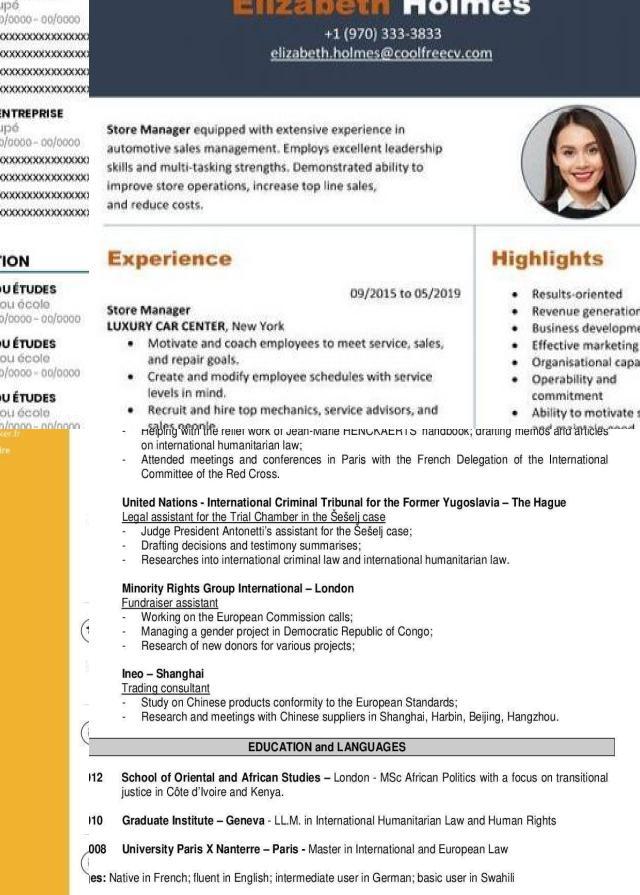 upé
0/0000 - 00/0000
XXXXXXXXXXXXXXX
XXXXXXXXXXXXXXX
XXXXXXXXXXXXXXX
XXXXXXXXXXXXXXX
ENTREPRISE
upé
0/0000 - 00/0000
XXXXXXXXXXXXXXX
XXXXXXXXXXXXXXX
XXXXXXXXXXXXXXX
XXXXXXXXXXXXXXX
ION
OU ÉTUDES
ou école
0/0000 - 00/0000
OU ÉTUDES
ou école
0/0000 - 00/0000
OU ÉTUDES
ou école
0/0000 - 00/0000
Elizabeth Holmes
+1 (970) 333-3833
elizabeth.holmes@coolfreecv.com
Store Manager equipped with extensive experience in
automotive sales management. Employs excellent leadership
skills and multi-tasking strengths. Demonstrated ability to
improve store operations, increase top line sales,
and reduce costs.
Experience
09/2015 to 05/2019
Store Manager
LUXURY CAR CENTER, New York
• Motivate and coach employees to meet service, sales,
and repair goals.
• Create and modify employee schedules with service
levels in mind.
• Recruit and hire top mechanics, service advisors, and
sales people.
Highlights
• Results-oriented
• Revenue generation
• Business developme
• Effective marketing
• Organisational capa
• Operability and
commitment
• Ability to motivate s
ker.fr
ire
- Helping with the relief work of Jean-Marie HENCKAERTS' handbook; drafting memos and articles
on international humanitarian law;
- Attended meetings and conferences in Paris with the French Delegation of the International
Committee of the Red Cross.
United Nations - International Criminal Tribunal for the Former Yugoslavia – The Hague
Legal assistant for the Trial Chamber in the Šešelj case
- Judge President Antonetti's assistant for the Šešelj case;
- Drafting decisions and testimony summarises;
- Researches into international criminal law and international humanitarian law.
Minority Rights Group International – London
Fundraiser assistant
- Working on the European Commission calls;
- Managing a gender project in Democratic Republic of Congo;
- Research of new donors for various projects;
Ineo – Shanghai
Trading consultant
- Study on Chinese products conformity to the European Standards;
- Research and meetings with Chinese suppliers in Shanghai, Harbin, Beijing, Hangzhou.
EDUCATION and LANGUAGES
012 School of Oriental and African Studies – London - MSc African Politics with a focus on transitional
justice in Côte d'Ivoire and Kenya.
010 Graduate Institute – Geneva - LL.M. in International Humanitarian Law and Human Rights
008 University Paris X Nanterre – Paris - Master in International and European Law
es: Native in French; fluent in English; intermediate user in German; basic user in Swahili